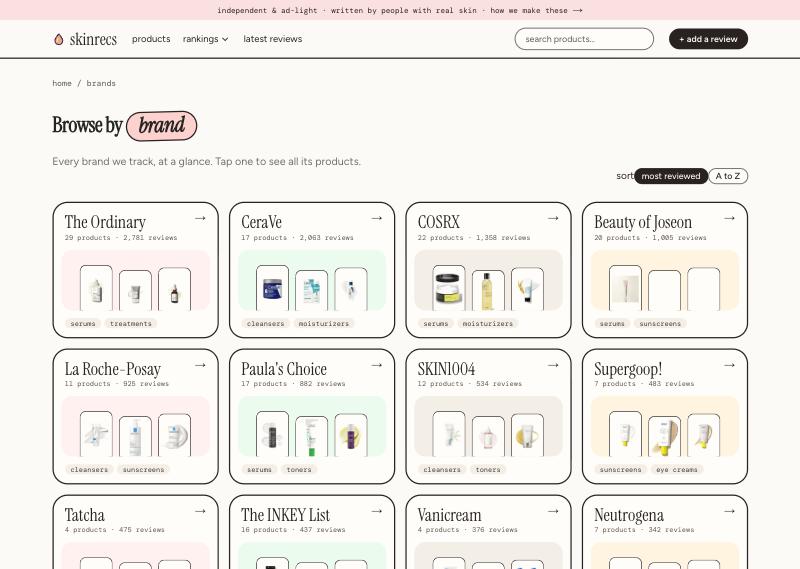 independent & ad-light · written by people with real skin · how we make these →
skinrecs products rankings latest reviews search products... + add a review
home / brands
Browse by brand
Every brand we track, at a glance. Tap one to see all its products.
sort most reviewed A to Z
The Ordinary →
29 products · 2,781 reviews
serums treatments
CeraVe →
17 products · 2,063 reviews
cleansers moisturizers
COSRX →
22 products · 1,358 reviews
serums moisturizers
Beauty of Joseon →
20 products · 1,005 reviews
serums sunscreens
La Roche-Posay →
11 products · 925 reviews
cleansers sunscreens
Paula's Choice →
17 products · 882 reviews
serums toners
SKIN1004 →
12 products · 534 reviews
cleansers toners
Supergoop! →
7 products · 483 reviews
sunscreens eye creams
Tatcha →
4 products · 475 reviews
The INKEY List →
16 products · 437 reviews
Vanicream →
4 products · 376 reviews
Neutrogena →
7 products · 342 reviews